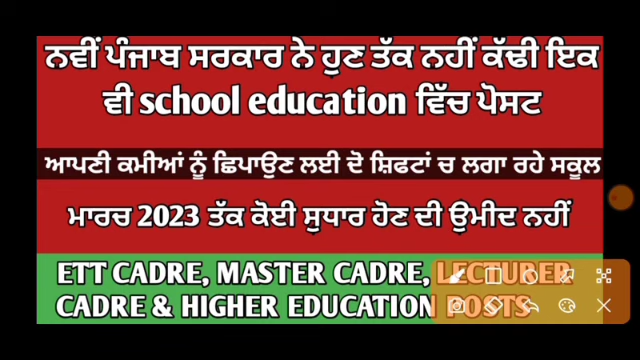 ਨਵੀਂ ਪੰਜਾਬ ਸਰਕਾਰ ਨੇ ਹੁਣ ਤੱਕ ਨਹੀਂ ਕੱਢੀ ਇਕ
ਵੀ school education ਵਿੱਚ ਪੋਸਟ
ਆਪਣੀ ਕਮੀਆਂ ਨੂੰ ਛਿਪਾਉਣ ਲਈ ਦੋ ਸ਼ਿਫਟਾਂ ਚ ਲਗਾ ਰਹੇ ਸਕੂਲ
ਮਾਰਚ 2023 ਤੱਕ ਕੋਈ ਸੁਧਾਰ ਹੋਣ ਦੀ ਉਮੀਦ ਨਹੀਂ
ETT CADRE, MASTER CADRE, LECTURER
CADRE & HIGHER EDUCATION POSTS